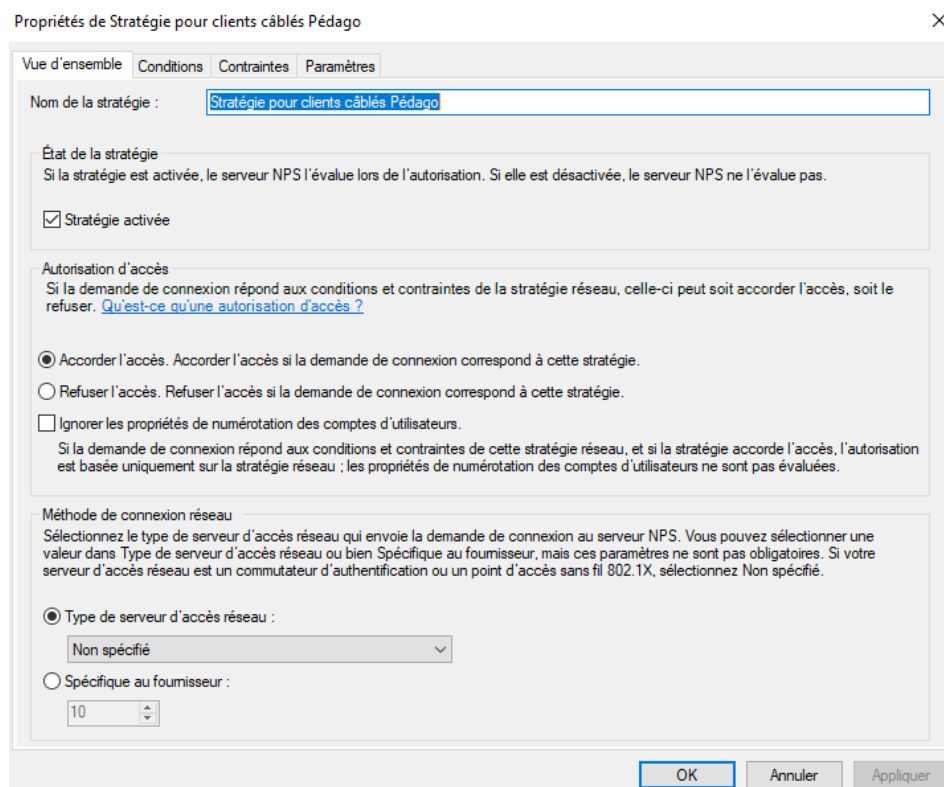 Propriétés de Stratégie pour clients câblés Pédago
Vue d'ensemble Conditions Contraintes Paramètres
Nom de la stratégie : Stratégie pour clients câblés Pédago
État de la stratégie
Si la stratégie est activée, le serveur NPS l'évalue lors de l'autorisation. Si elle est désactivée, le serveur NPS ne l'évalue pas.
Stratégie activée
Autorisation d'accès
Si la demande de connexion répond aux conditions et contraintes de la stratégie réseau, celle-ci peut soit accorder l'accès, soit le
refuser. Qu'est-ce qu'une autorisation d'accès ?
Accorder l'accès. Accorder l'accès si la demande de connexion correspond à cette stratégie.
Refuser l'accès. Refuser l'accès si la demande de connexion correspond à cette stratégie.
Ignorer les propriétés de numérotation des comptes d'utilisateurs.
Si la demande de connexion répond aux conditions et contraintes de cette stratégie réseau, et si la stratégie accorde l'accès, l'autorisation
est basée uniquement sur la stratégie réseau ; les propriétés de numérotation des comptes d'utilisateurs ne sont pas évaluées.
Méthode de connexion réseau
Sélectionnez le type de serveur d'accès réseau qui envoie la demande de connexion au serveur NPS. Vous pouvez sélectionner une
valeur dans Type de serveur d'accès réseau ou bien Spécifique au fournisseur, mais ces paramètres ne sont pas obligatoires. Si votre
serveur d'accès réseau est un commutateur d'authentification ou un point d'accès sans fil 802.1X, sélectionnez Non spécifié.
Type de serveur d'accès réseau :
Non spécifié
Spécifique au fournisseur :
10
OK Annuler Appliquer